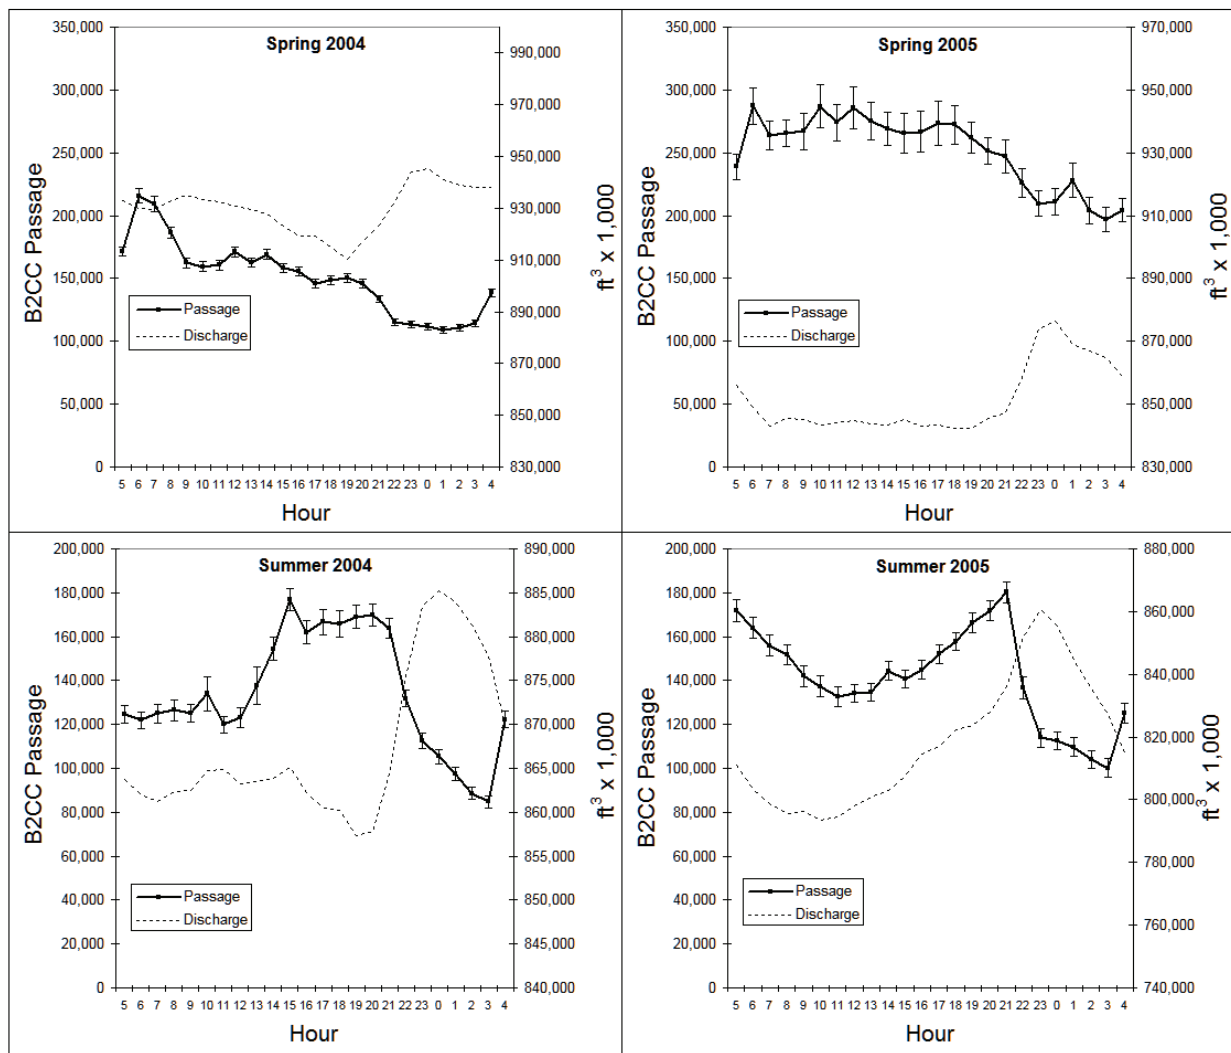 Spring 2004
350,000
300,000
250,000
200,000
150,000
100,000
50,000
0
B2CC Passage
990,000
970,000
950,000
930,000
910,000
890,000
870,000
850,000
830,000
ft³ x 1,000
Passage
Discharge
5 6 7 8 9 10 11 12 13 14 15 16 17 18 19 20 21 22 23 0 1 2 3 4
Hour
Spring 2005
350,000
300,000
250,000
200,000
150,000
100,000
50,000
0
B2CC Passage
970,000
950,000
930,000
910,000
890,000
870,000
850,000
830,000
ft³ x 1,000
Passage
Discharge
5 6 7 8 9 10 11 12 13 14 15 16 17 18 19 20 21 22 23 0 1 2 3 4
Hour
Summer 2004
200,000
180,000
160,000
140,000
120,000
100,000
80,000
60,000
40,000
20,000
0
B2CC Passage
890,000
885,000
880,000
875,000
870,000
865,000
860,000
855,000
850,000
845,000
840,000
ft³ x 1,000
Passage
Discharge
5 6 7 8 9 10 11 12 13 14 15 16 17 18 19 20 21 22 23 0 1 2 3 4
Hour
Summer 2005
200,000
180,000
160,000
140,000
120,000
100,000
80,000
60,000
40,000
20,000
0
B2CC Passage
880,000
860,000
840,000
820,000
800,000
780,000
760,000
740,000
ft³ x 1,000
Passage
Discharge
5 6 7 8 9 10 11 12 13 14 15 16 17 18 19 20 21 22 23 0 1 2 3 4
Hour